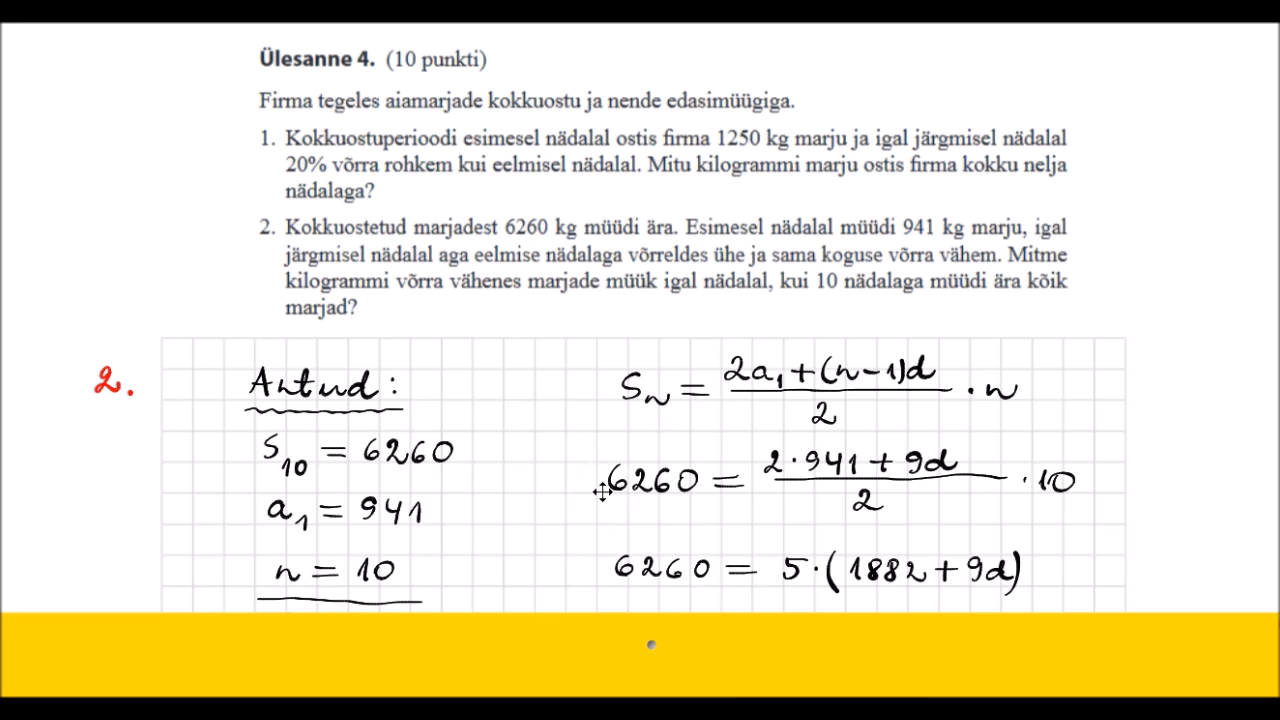 Ülesanne 4. (10 punkti)
Firma tegeles aiamarjade kokkuostu ja nende edasimüügiga.
1. Kokkuostuperioodi esimesel nädalal ostis firma 1250 kg marju ja igal järgmisel nädalal
20% võrra rohkem kui eelmisel nädalal. Mitu kilogrammi marju ostis firma kokku nelja
nädalaga?
2. Kokkuostetud marjadest 6260 kg müüdi ära. Esimesel nädalal müüdi 941 kg marju, igal
järgmisel nädalal aga eelmise nädalaga võrreldes ühe ja sama koguse võrra vähem. Mitme
kilogrammi võrra vähenes marjade müük igal nädalal, kui 10 nädalaga müüdi ära kõik
marjad?
2.
Antud:
S₁₀ = 6260
a₁ = 941
n = 10
Sₙ = (2a₁ + (n − 1)d) / 2 · n
6260 = (2·941 + 9d) / 2 · 10
6260 = 5·(1882 + 9d)